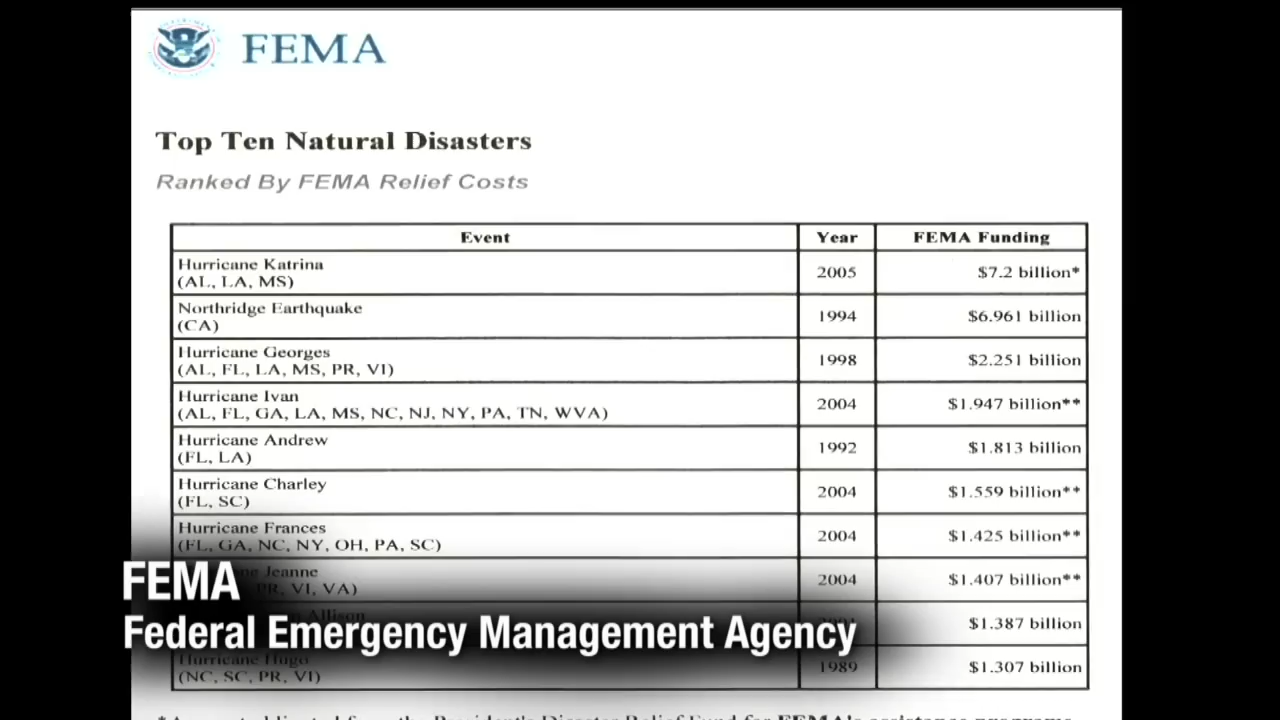 FEMA
Top Ten Natural Disasters
Ranked By FEMA Relief Costs
Event Year FEMA Funding
Hurricane Katrina
(AL, LA, MS) 2005 $7.2 billion*
Northridge Earthquake
(CA) 1994 $6.961 billion
Hurricane Georges
(AL, FL, LA, MS, PR, VI) 1998 $2.251 billion
Hurricane Ivan
(AL, FL, GA, LA, MS, NC, NJ, NY, PA, TN, WVA) 2004 $1.947 billion**
Hurricane Andrew
(FL, LA) 1992 $1.813 billion
Hurricane Charley
(FL, SC) 2004 $1.559 billion**
Hurricane Frances
(FL, GA, NC, NY, OH, PA, SC) 2004 $1.425 billion**
Jeanne
PR, VI, VA) 2004 $1.407 billion**
Allison
$1.387 billion
Hurricane Hugo
(NC, SC, PR, VI) 1989 $1.307 billion
FEMA
Federal Emergency Management Agency